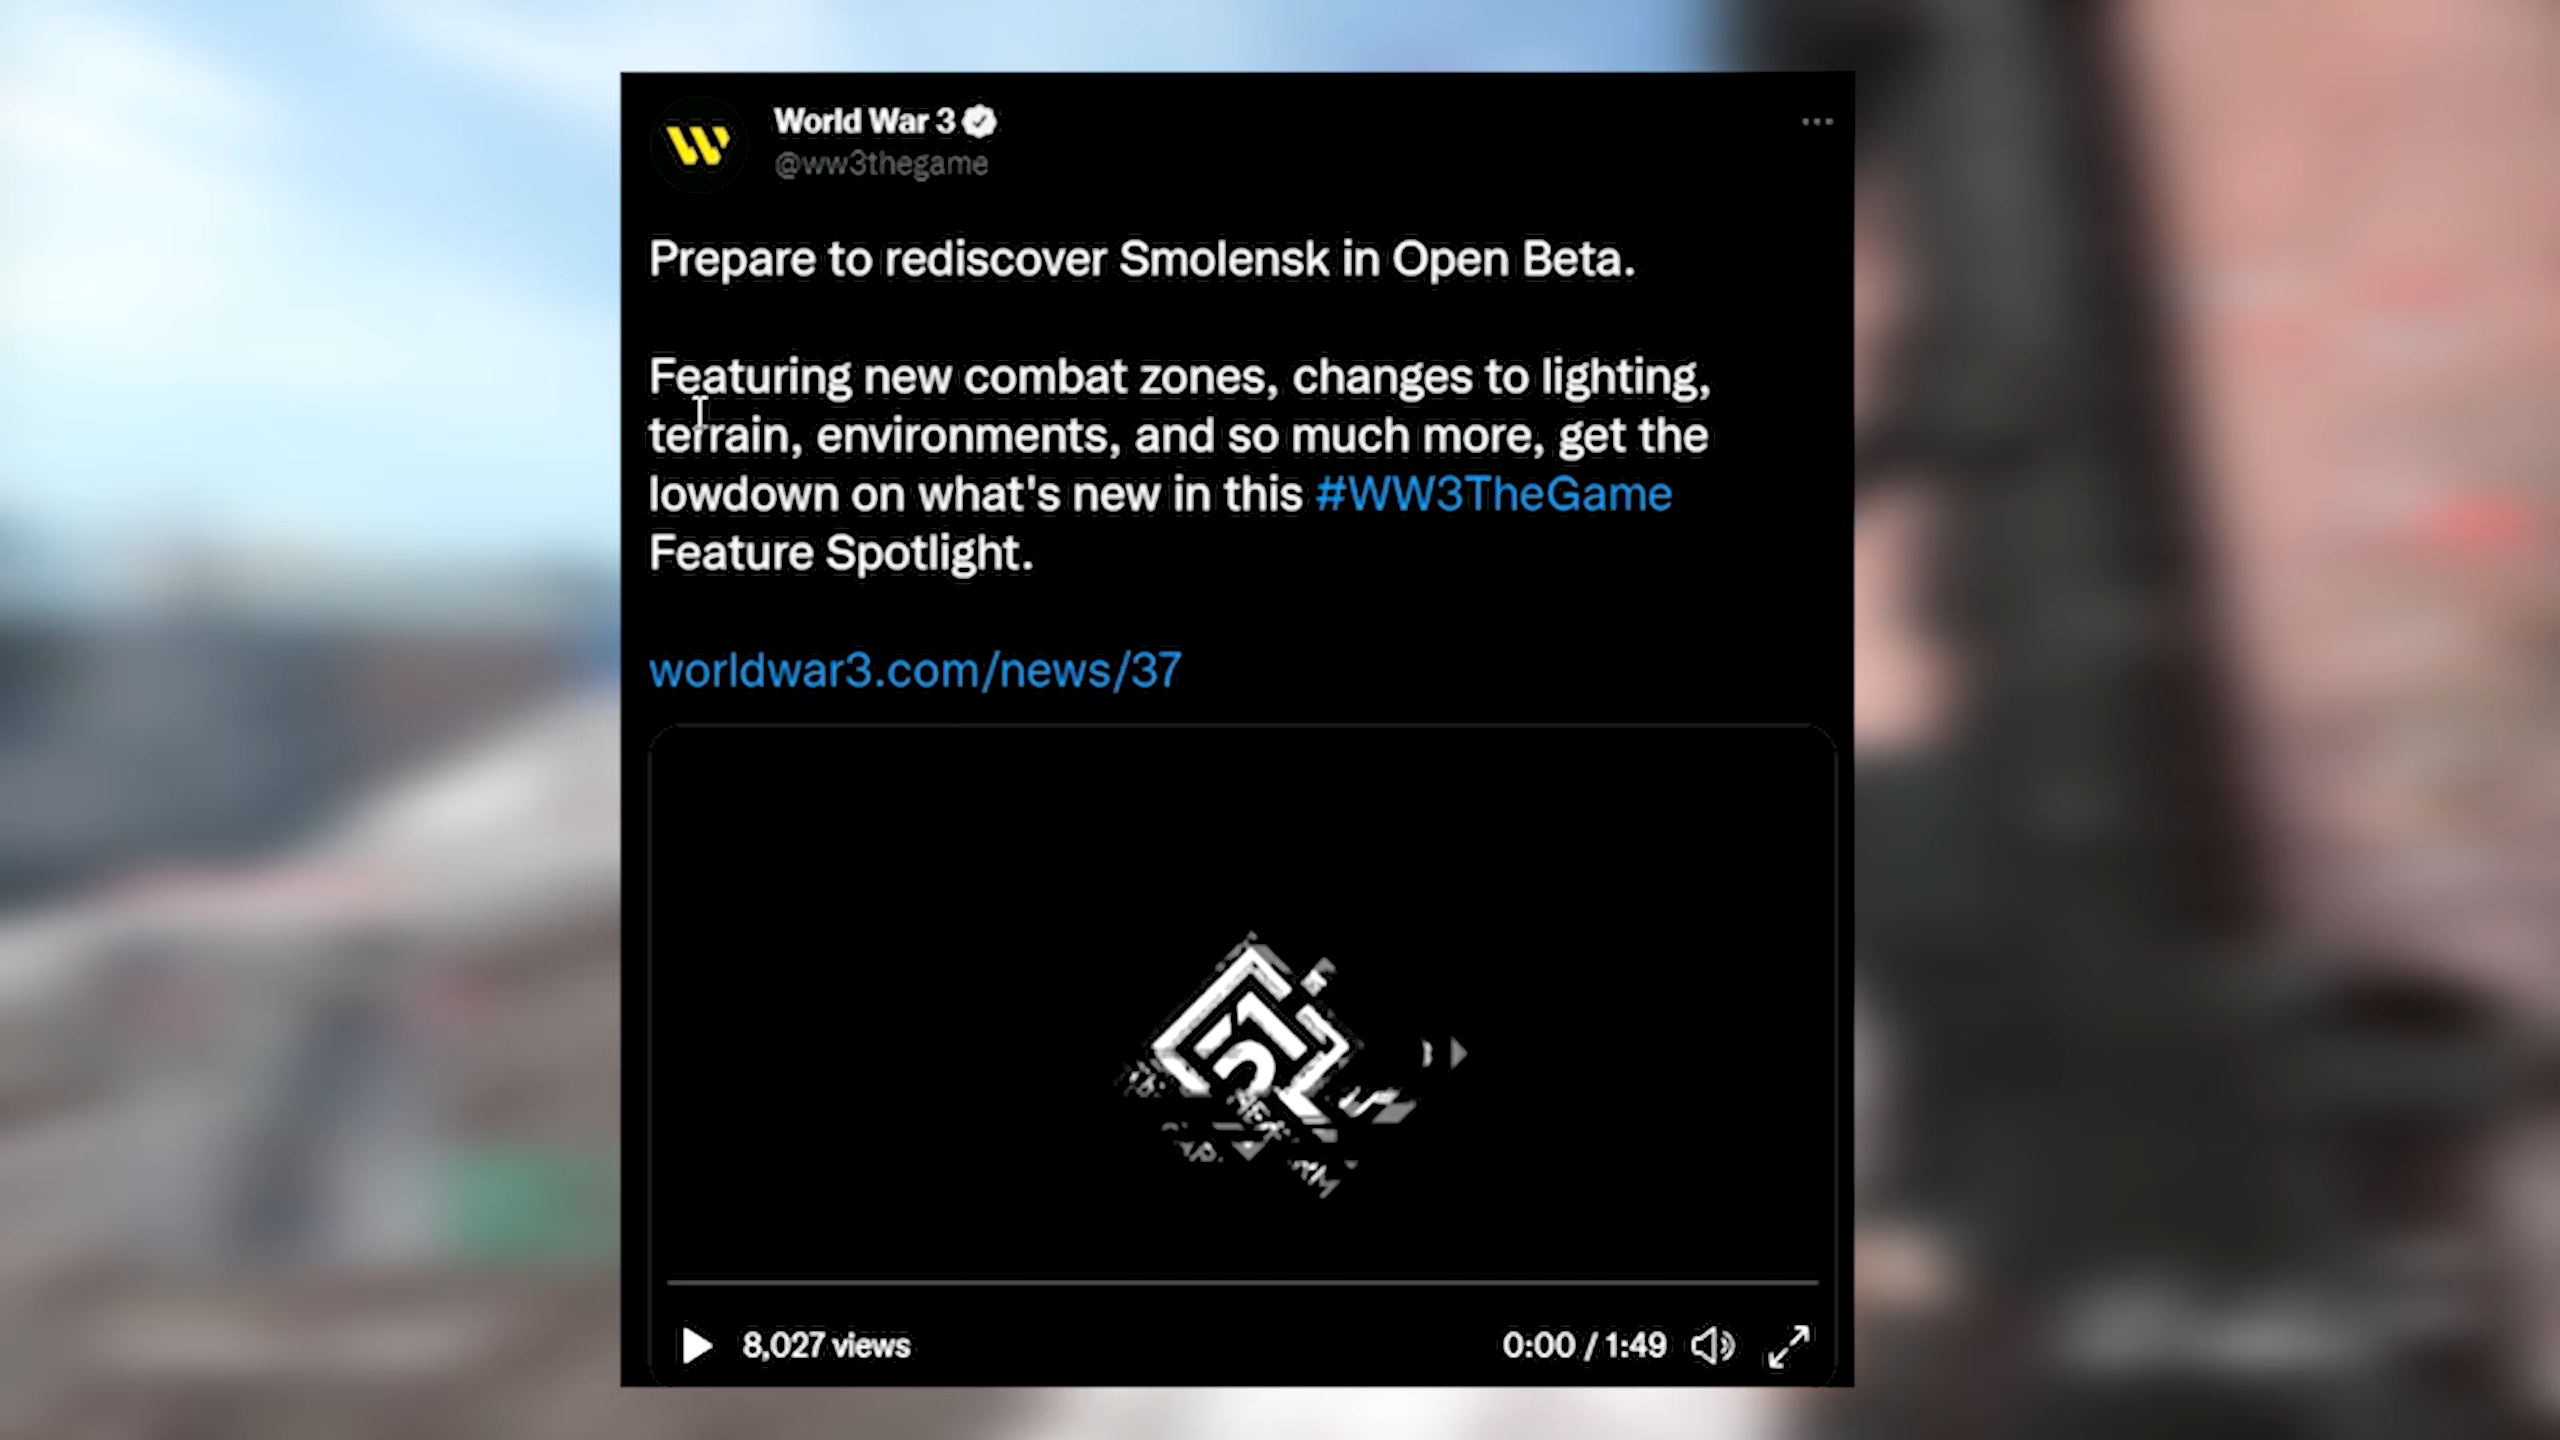 World War 3
@ww3thegame
Prepare to rediscover Smolensk in Open Beta.
Featuring new combat zones, changes to lighting,
terrain, environments, and so much more, get the
lowdown on what's new in this #WW3TheGame
Feature Spotlight.
worldwar3.com/news/37
51
8,027 views
0:00 / 1:49